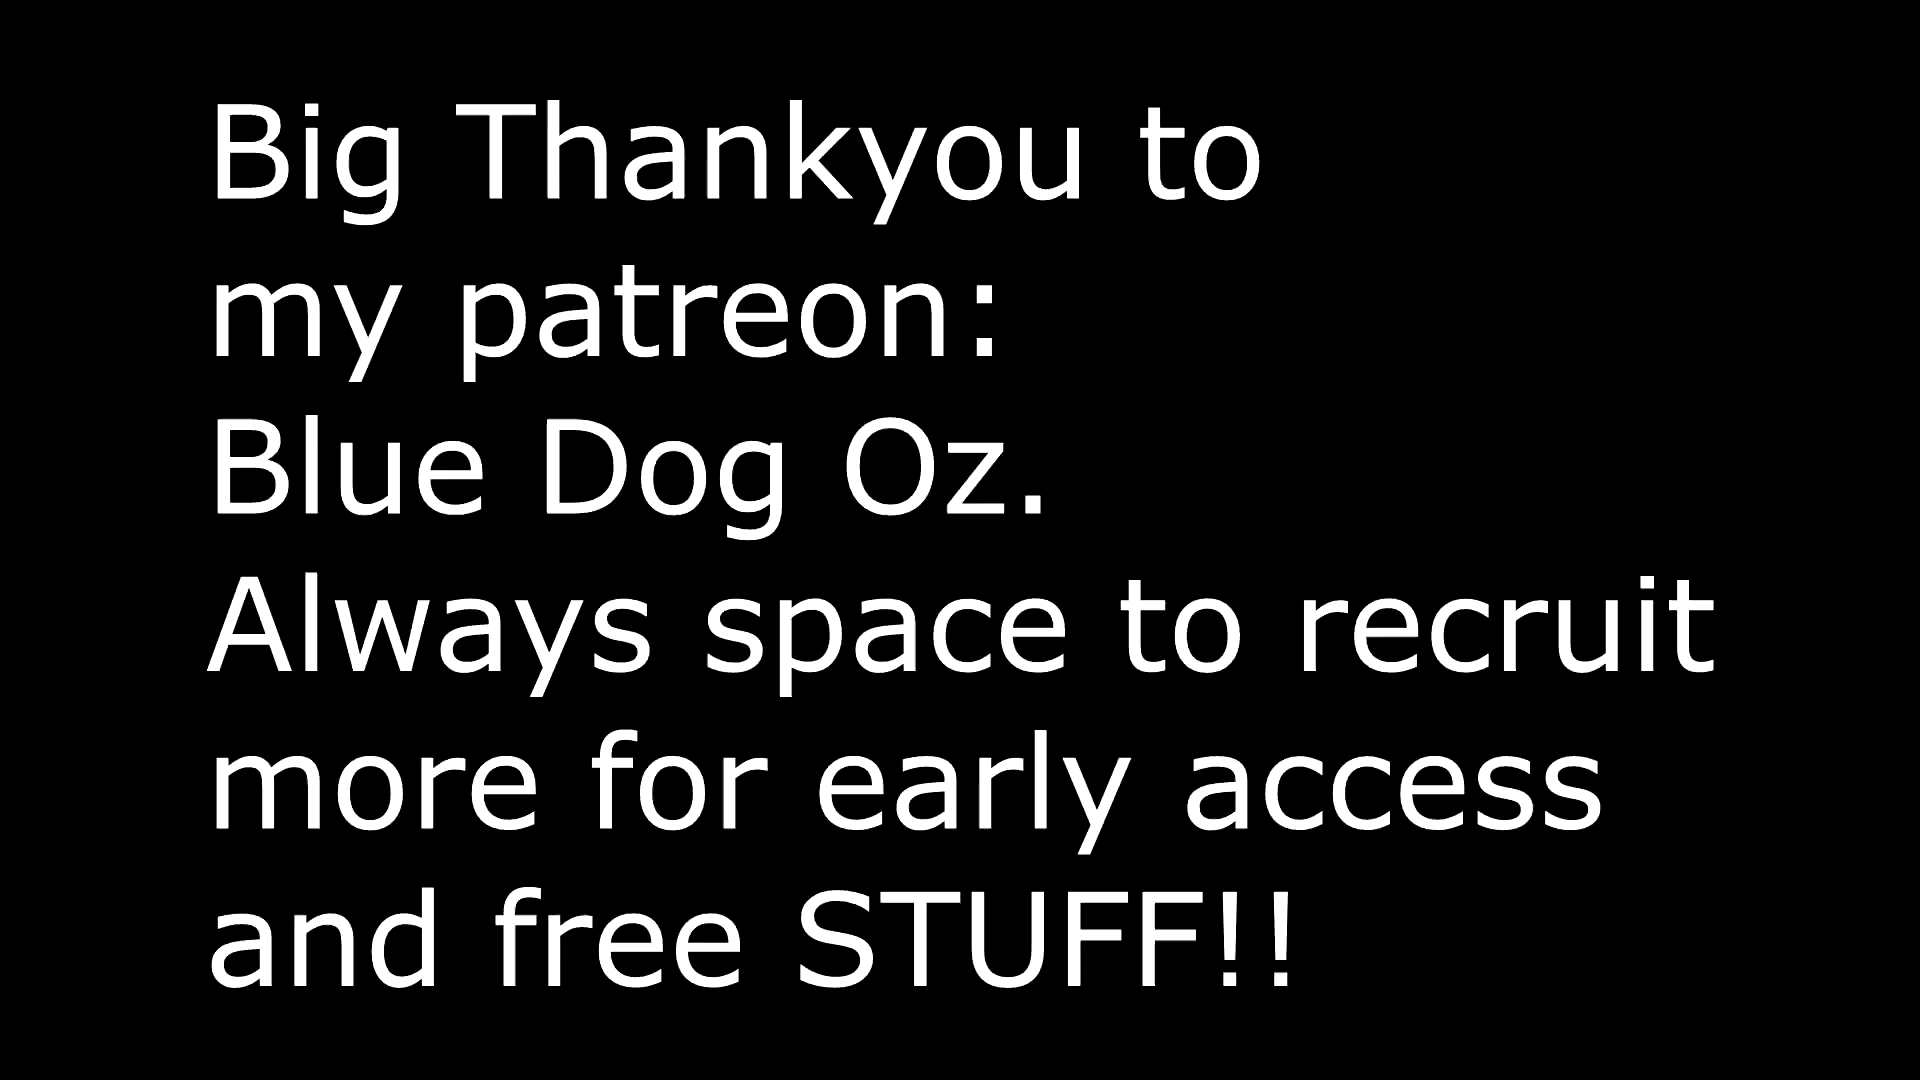 Big Thankyou to
my patreon:
Blue Dog Oz.
Always space to recruit
more for early access
and free STUFF!!